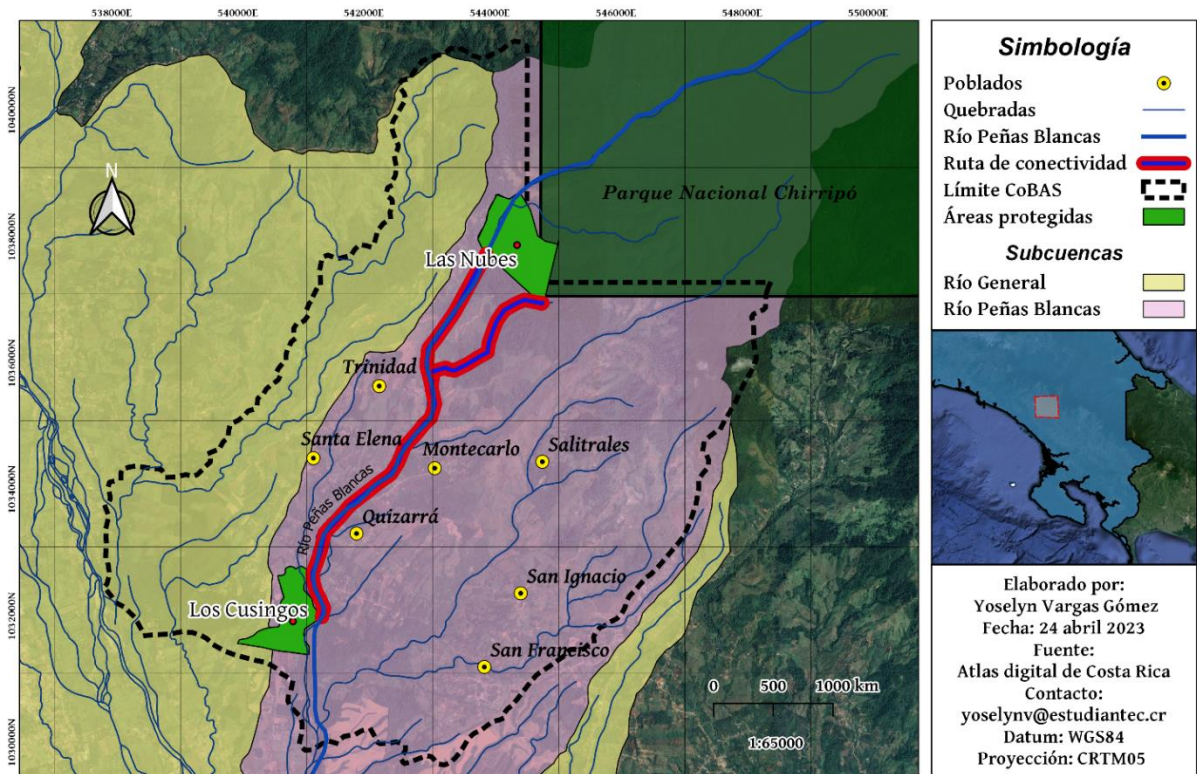 538000E 540000E 542000E 544000E 546000E 548000E 550000E
1040000N
1038000N
1036000N
1034000N
1032000N
1030000N
N
Parque Nacional Chirripó
Las Nubes
Trinidad
Santa Elena
Montecarlo
Salitrales
Río Peñas Blancas
Quizarrá
San Ignacio
Los Cusingos
San Francisco
0 500 1000 km
1:65000
Simbología
Poblados
Quebradas
Río Peñas Blancas
Ruta de conectividad
Límite CoBAS
Áreas protegidas
Subcuencas
Río General
Río Peñas Blancas
Elaborado por:
Yoselyn Vargas Gómez
Fecha: 24 abril 2023
Fuente:
Atlas digital de Costa Rica
Contacto:
yoselynv@estudiantec.cr
Datum: WGS84
Proyección: CRTM05